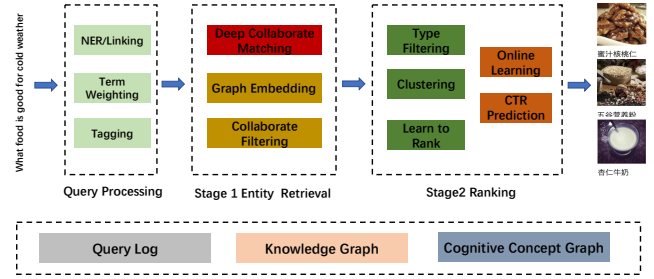 What food is good for cold weather
NER/Linking
Term
Weighting
Tagging
Query Processing
Deep Collaborate
Matching
Graph Embedding
Collaborate
Filtering
Stage 1 Entity Retrieval
Type
Filtering
Clustering
Learn to
Rank
Online
Learning
CTR
Prediction
Stage2 Ranking
蜜汁核桃仁
五谷营养粉
杏仁牛奶
Query Log
Knowledge Graph
Cognitive Concept Graph